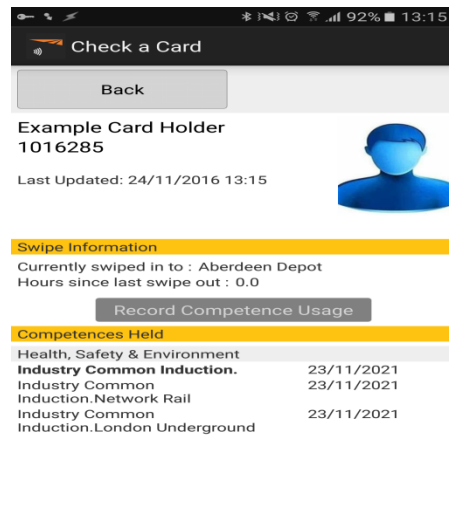 92% 13:15
Check a Card
Back
Example Card Holder
1016285
Last Updated: 24/11/2016 13:15
Swipe Information
Currently swiped in to : Aberdeen Depot
Hours since last swipe out : 0.0
Record Competence Usage
Competences Held
Health, Safety & Environment
Industry Common Induction. 23/11/2021
Industry Common 23/11/2021
Induction.Network Rail
Industry Common 23/11/2021
Induction.London Underground